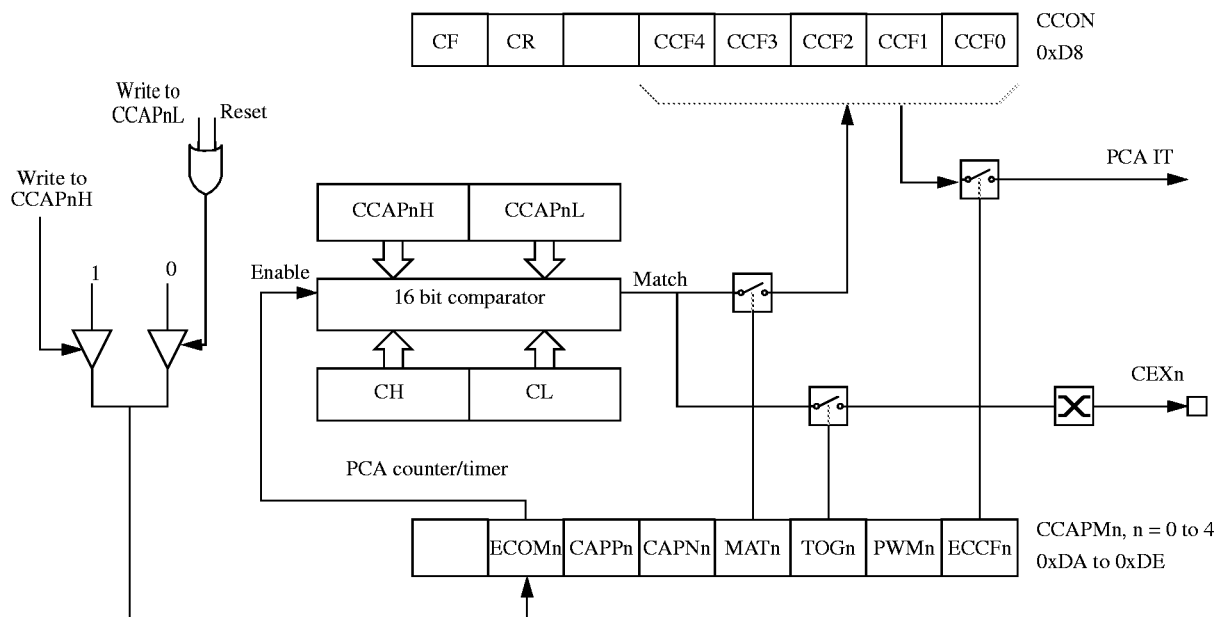 CF CR CCF4 CCF3 CCF2 CCF1 CCF0
CCON
0xD8
Write to
CCAPnL
Reset
Write to
CCAPnH
1
0
PCA IT
CCAPnH CCAPnL
Enable
16 bit comparator
Match
CH CL
CEXn
PCA counter/timer
ECOMn CAPPn CAPNn MATn TOGn PWMn ECCFn
CCAPMn, n = 0 to 4
0xDA to 0xDE